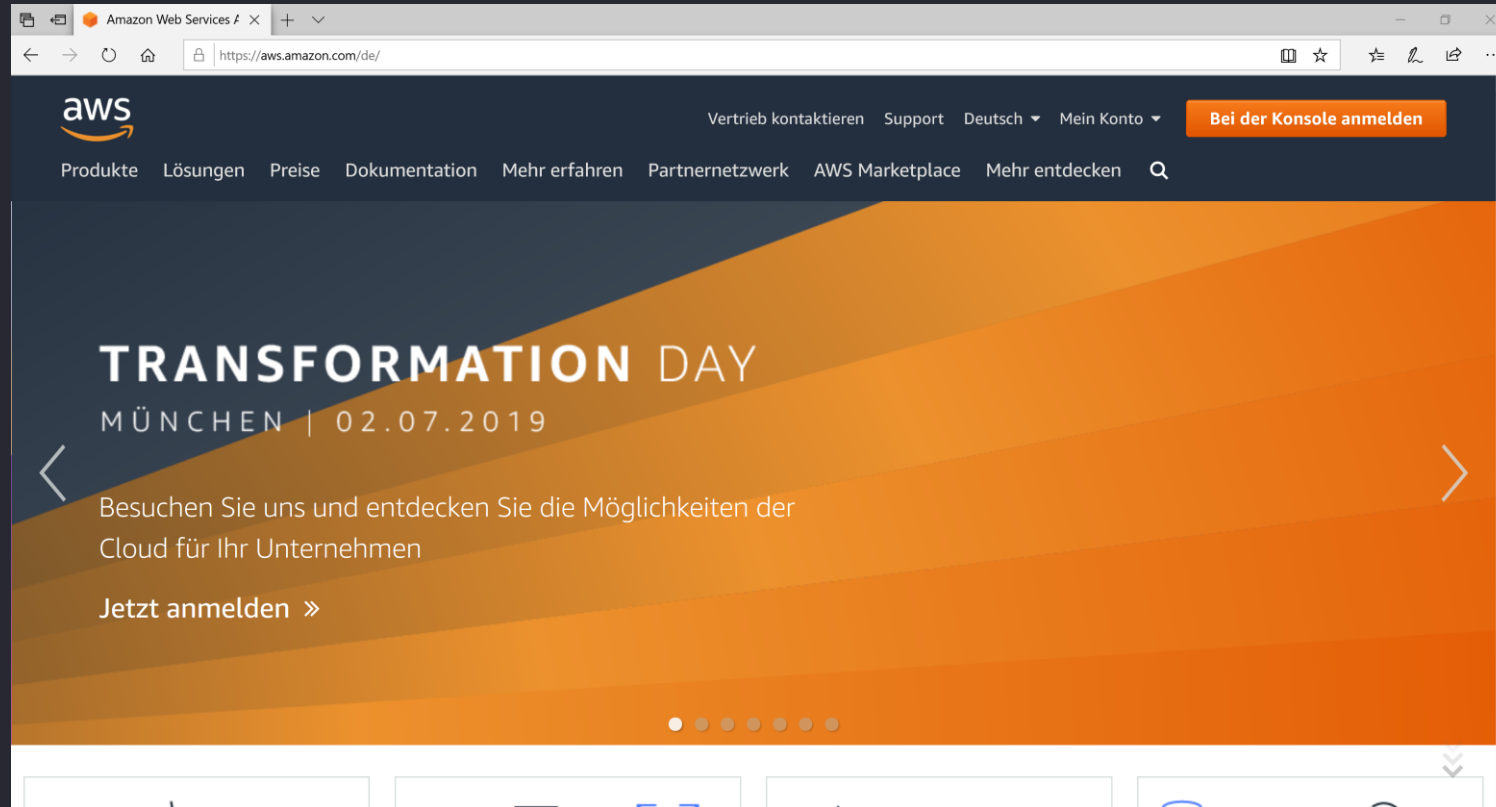 Amazon Web Services A
https://aws.amazon.com/de/
aws
Vertrieb kontaktieren Support Deutsch Mein Konto Bei der Konsole anmelden
Produkte Lösungen Preise Dokumentation Mehr erfahren Partnernetzwerk AWS Marketplace Mehr entdecken
TRANSFORMATION DAY
MÜNCHEN | 02.07.2019
Besuchen Sie uns und entdecken Sie die Möglichkeiten der
Cloud für Ihr Unternehmen
Jetzt anmelden »